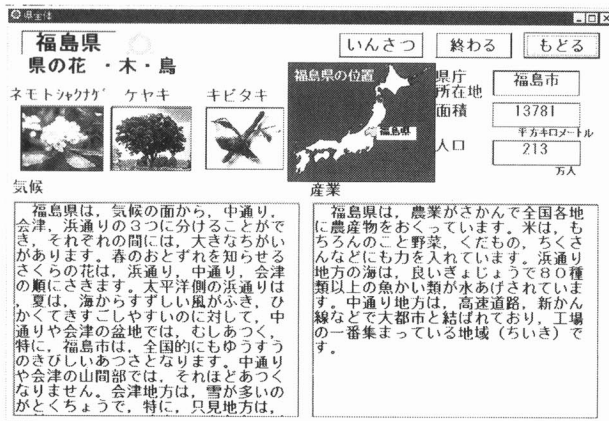 県全体
福島県
いんさつ 終わる もどる
県の花 ・木・鳥
ネモトシャクナゲ ケヤキ キビタキ
福島県の位置
福島県
県庁所在地 福島市
面積 13781
平方キロメートル
人口 213
万人
気候
福島県は，気候の面から，中通り，
会津，浜通りの３つに分けることがで
き，それぞれの間には，大きなちがい
があります。春のおとずれを知らせる
さくらの花は，浜通り，中通り，会津
の順にさきます。太平洋側の浜通りは
，夏は，海からすずしい風がふき，ひ
かくてきすごしやすいのに対して，中
通りや会津の盆地では，むしあつく，
特に，福島市は，全国的にもゆうすう
のきびしいあつさとなります。中通り
や会津の山間部では，それほどあつく
なりません。会津地方は，雪が多いの
がとくちょうで，特に，只見地方は，
産業
福島県は，農業がさかんで全国各地
に農産物をおくっています。米は，も
ちろんのこと野菜，くだもの，ちくさ
んなどにも力を入れています。浜通り
地方の海は，良いぎょじょうで８０種
類以上の魚かい類が水あげされていま
す。中通り地方は，高速道路，新かん
線などで大都市と結ばれており，工場
の一番集まっている地域（ちいき）で
す。